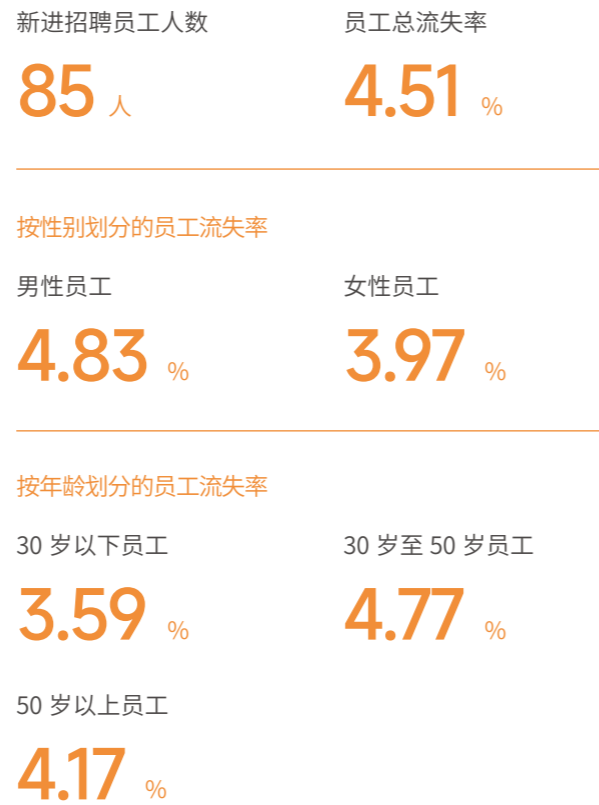 新进招聘员工人数
员工总流失率
85 人
4.51 %
按性别划分的员工流失率
男性员工
女性员工
4.83 %
3.97 %
按年龄划分的员工流失率
30 岁以下员工
30 岁至 50 岁员工
3.59 %
4.77 %
50 岁以上员工
4.17 %